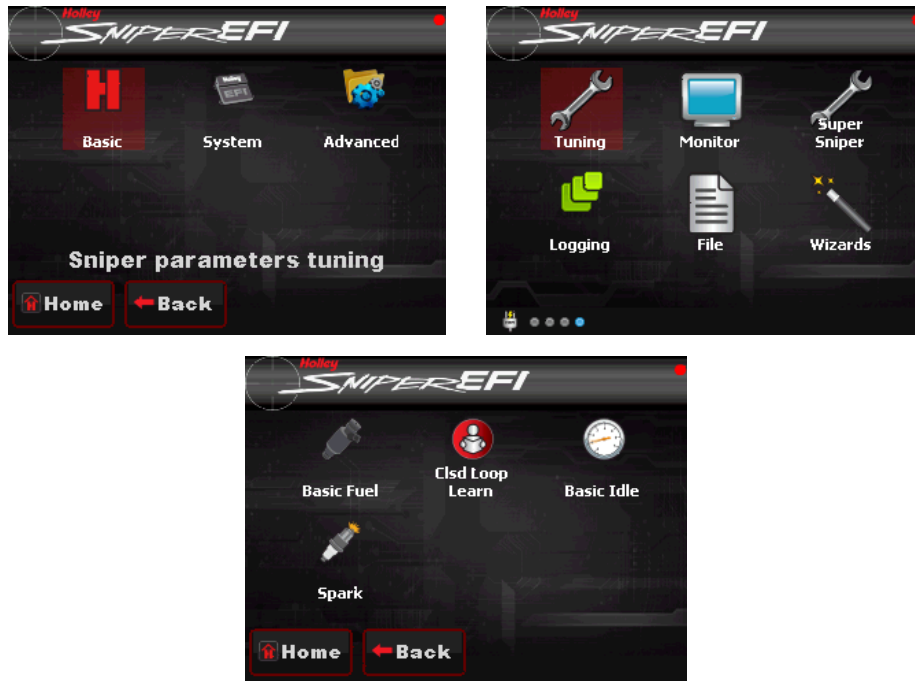 Holley
SNIPER EFI
Basic
System
Advanced
Sniper parameters tuning
Home
Back
Holley
SNIPER EFI
Tuning
Monitor
Super
Sniper
Logging
File
Wizards
Holley
SNIPER EFI
Basic Fuel
Clsd Loop
Learn
Basic Idle
Spark
Home
Back